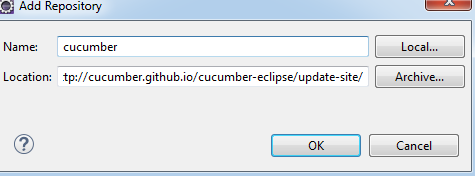 Add Repository
Name: cucumber Local...
Location: :tp://cucumber.github.io/cucumber-eclipse/update-site/ Archive...
? OK Cancel